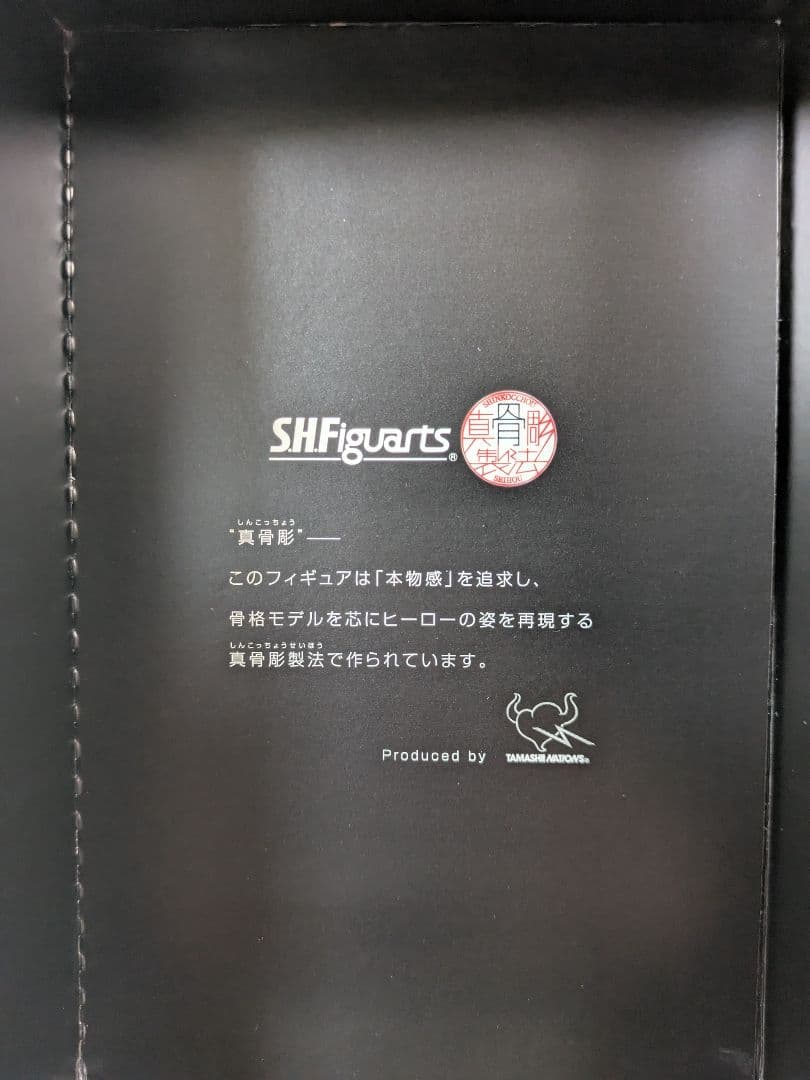 S.H.Figuarts®
SHINKOCCHOU
真骨彫
製法
SEIHOU
しんこっちょう
“真骨彫”──
このフィギュアは「本物感」を追求し、
骨格モデルを芯にヒーローの姿を再現する
しんこっちょうせいほう
真骨彫製法で作られています。
Produced by
TAMASHII NATIONS®